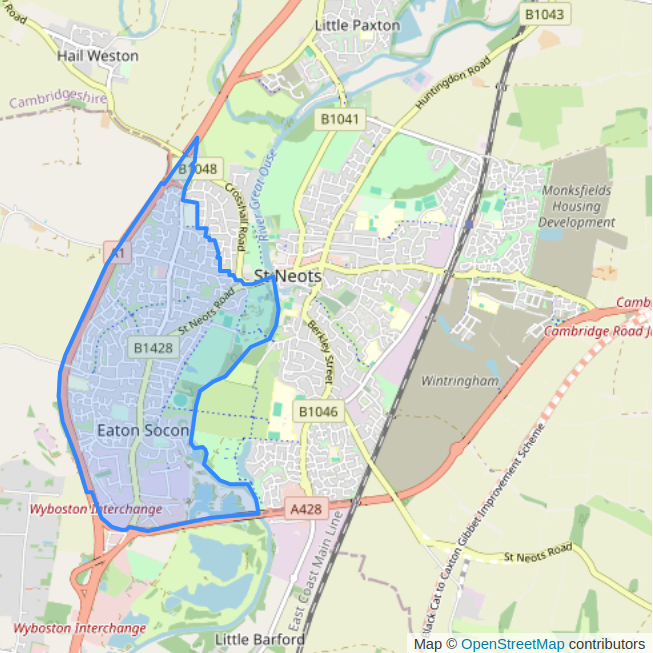 B1043
Little Paxton
Road
Hail Weston
Huntingdon Road
Cambridgeshire
B1041
River Great Ouse
B1048
Crosshall Road
Monksfields
Housing
Development
A1
St Neots
St Neots Road
Camb
Cambridge Road J
Berkley Street
B1428
Wintringham
B1046
Eaton Socon
Wyboston Interchange
A428
East Coast Main Line
Black Cat to Caxton Gibbet Improvement Scheme
St Neots Road
Wyboston Interchange
Little Barford
Map © OpenStreetMap contributors